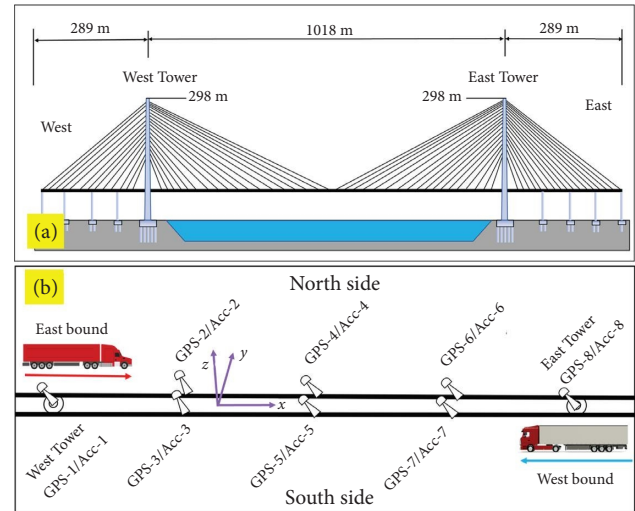 289 m
1018 m
289 m
West Tower
East Tower
298 m
298 m
West
East
(a)
(b)
North side
East bound
GPS-2/Acc-2
z
y
x
GPS-4/Acc-4
GPS-6/Acc-6
East Tower
GPS-8/Acc-8
West Tower
GPS-1/Acc-1
GPS-3/Acc-3
GPS-5/Acc-5
GPS-7/Acc-7
West bound
South side